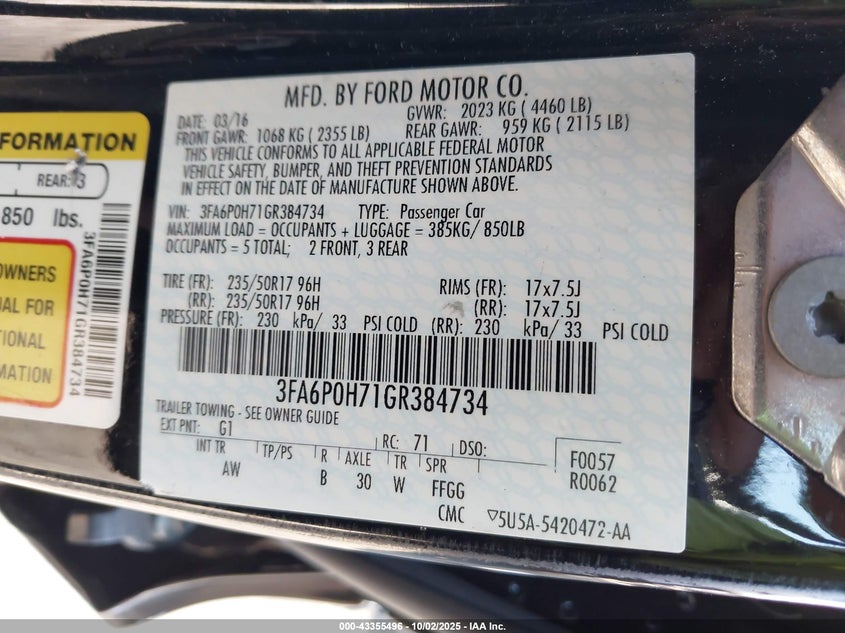 MFD. BY FORD MOTOR CO.
DATE: 03/16 GVWR: 2023 KG ( 4460 LB)
FRONT GAWR: 1068 KG ( 2355 LB) REAR GAWR: 959 KG ( 2115 LB)
THIS VEHICLE CONFORMS TO ALL APPLICABLE FEDERAL MOTOR
VEHICLE SAFETY, BUMPER, AND THEFT PREVENTION STANDARDS
IN EFFECT ON THE DATE OF MANUFACTURE SHOWN ABOVE.
VIN: 3FA6P0H71GR384734 TYPE: Passenger Car
MAXIMUM LOAD = OCCUPANTS + LUGGAGE = 385KG/ 850LB
OCCUPANTS = 5 TOTAL; 2 FRONT, 3 REAR
TIRE (FR): 235/50R17 96H RIMS (FR): 17x7.5J
(RR): 235/50R17 96H (RR): 17x7.5J
PRESSURE (FR): 230 kPa/ 33 PSI COLD (RR): 230 kPa/ 33 PSI COLD
3FA6P0H71GR384734
TRAILER TOWING - SEE OWNER GUIDE
EXT PNT: G1 RC: 71 DSO:
INT TR TP/PS R AXLE TR SPR F0057
AW B 30 W FFGG R0062
CMC ▽5U5A-5420472-AA
FORMATION
REAR: 3
850 lbs.
OWNERS
UAL FOR
TIONAL
RMATION
3FA6P0H71GR384734
000-43355496 - 10/02/2025 - IAA Inc.